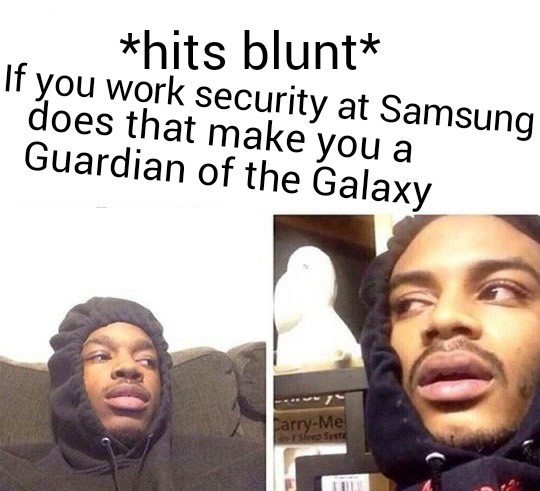 *hits blunt*
If you work security at Samsung
does that make you a
Guardian of the Galaxy
Carry-Me